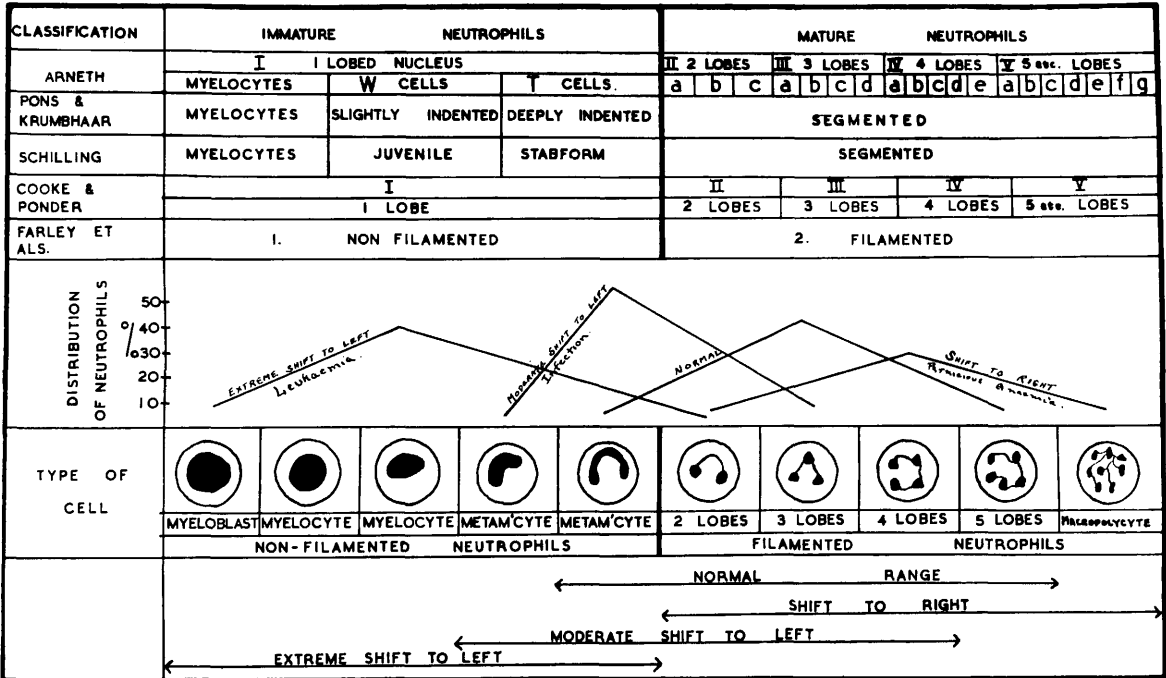 CLASSIFICATION
IMMATURE NEUTROPHILS
MATURE NEUTROPHILS
ARNETH
I 1 LOBED NUCLEUS
II 2 LOBES
III 3 LOBES
IV 4 LOBES
V 5 etc. LOBES
MYELOCYTES
W CELLS
T CELLS.
a b c a b c d a b c d e a b c d e f g
PONS &
KRUMBHAAR
MYELOCYTES
SLIGHTLY INDENTED
DEEPLY INDENTED
SEGMENTED
SCHILLING
MYELOCYTES
JUVENILE
STABFORM
SEGMENTED
COOKE &
PONDER
I
II
III
IV
V
1 LOBE
2 LOBES
3 LOBES
4 LOBES
5 etc. LOBES
FARLEY ET
ALS.
1. NON FILAMENTED
2. FILAMENTED
DISTRIBUTION
OF NEUTROPHILS
%
50
40
30
20
10
EXTREME SHIFT TO LEFT
Leukaemia.
MODERATE SHIFT TO LEFT
Infection.
NORMAL
SHIFT TO RIGHT
Pernicious Anaemia.
TYPE OF
CELL
MYELOBLAST
MYELOCYTE
MYELOCYTE
METAM'CYTE
METAM'CYTE
2 LOBES
3 LOBES
4 LOBES
5 LOBES
MACROPOLYCYTE
NON-FILAMENTED NEUTROPHILS
FILAMENTED NEUTROPHILS
NORMAL RANGE
SHIFT TO RIGHT
MODERATE SHIFT TO LEFT
EXTREME SHIFT TO LEFT